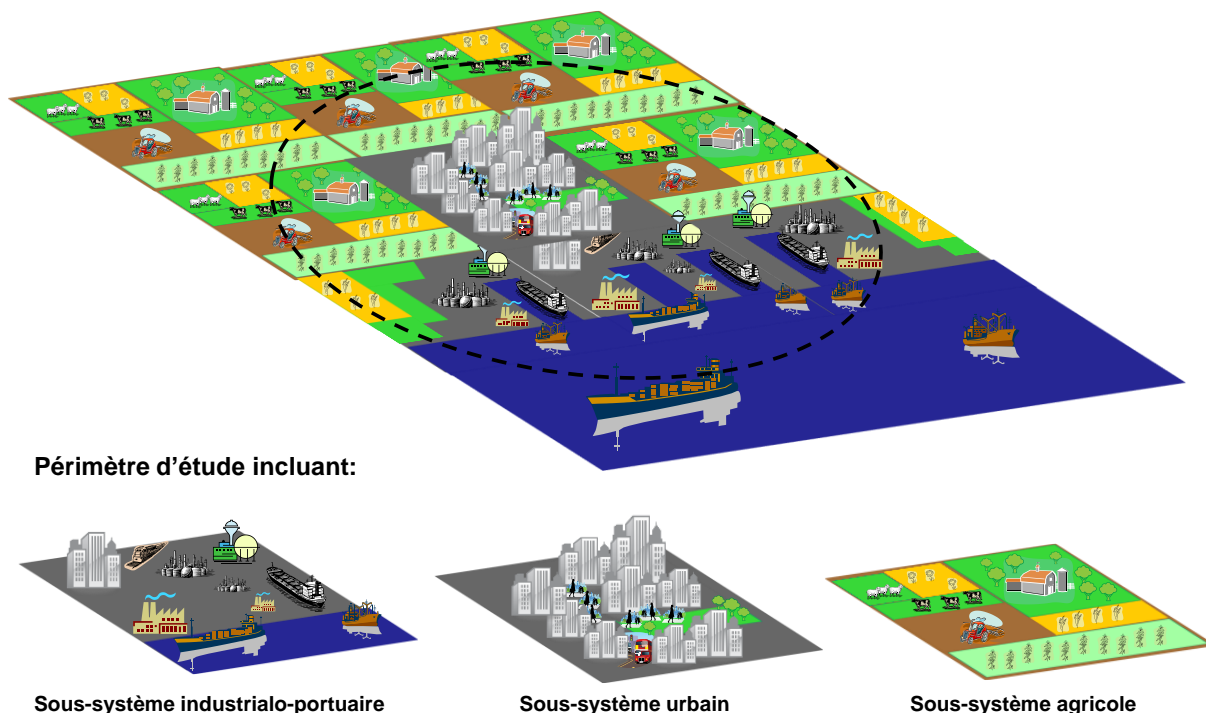 Périmètre d’étude incluant:
Sous-système industrialo-portuaire
Sous-système urbain
Sous-système agricole